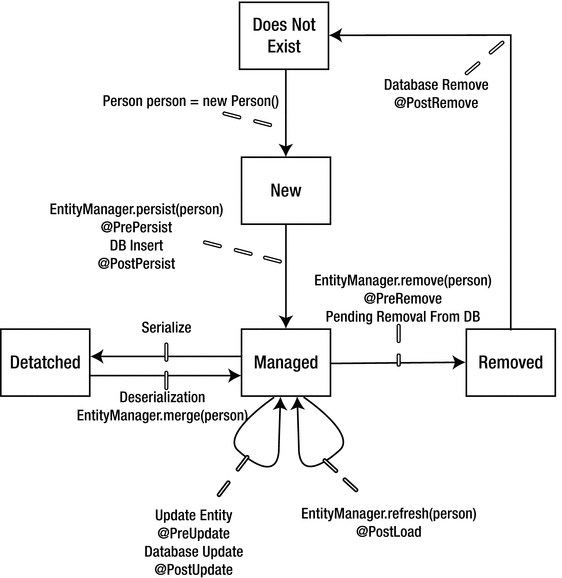 Does Not
Exist
Database Remove
@PostRemove
Person person = new Person()
New
EntityManager.persist(person)
@PrePersist
DB Insert
@PostPersist
EntityManager.remove(person)
@PreRemove
Pending Removal From DB
Serialize
Detatched
Managed
Removed
Deserialization
EntityManager.merge(person)
Update Entity
@PreUpdate
Database Update
@PostUpdate
EntityManager.refresh(person)
@PostLoad